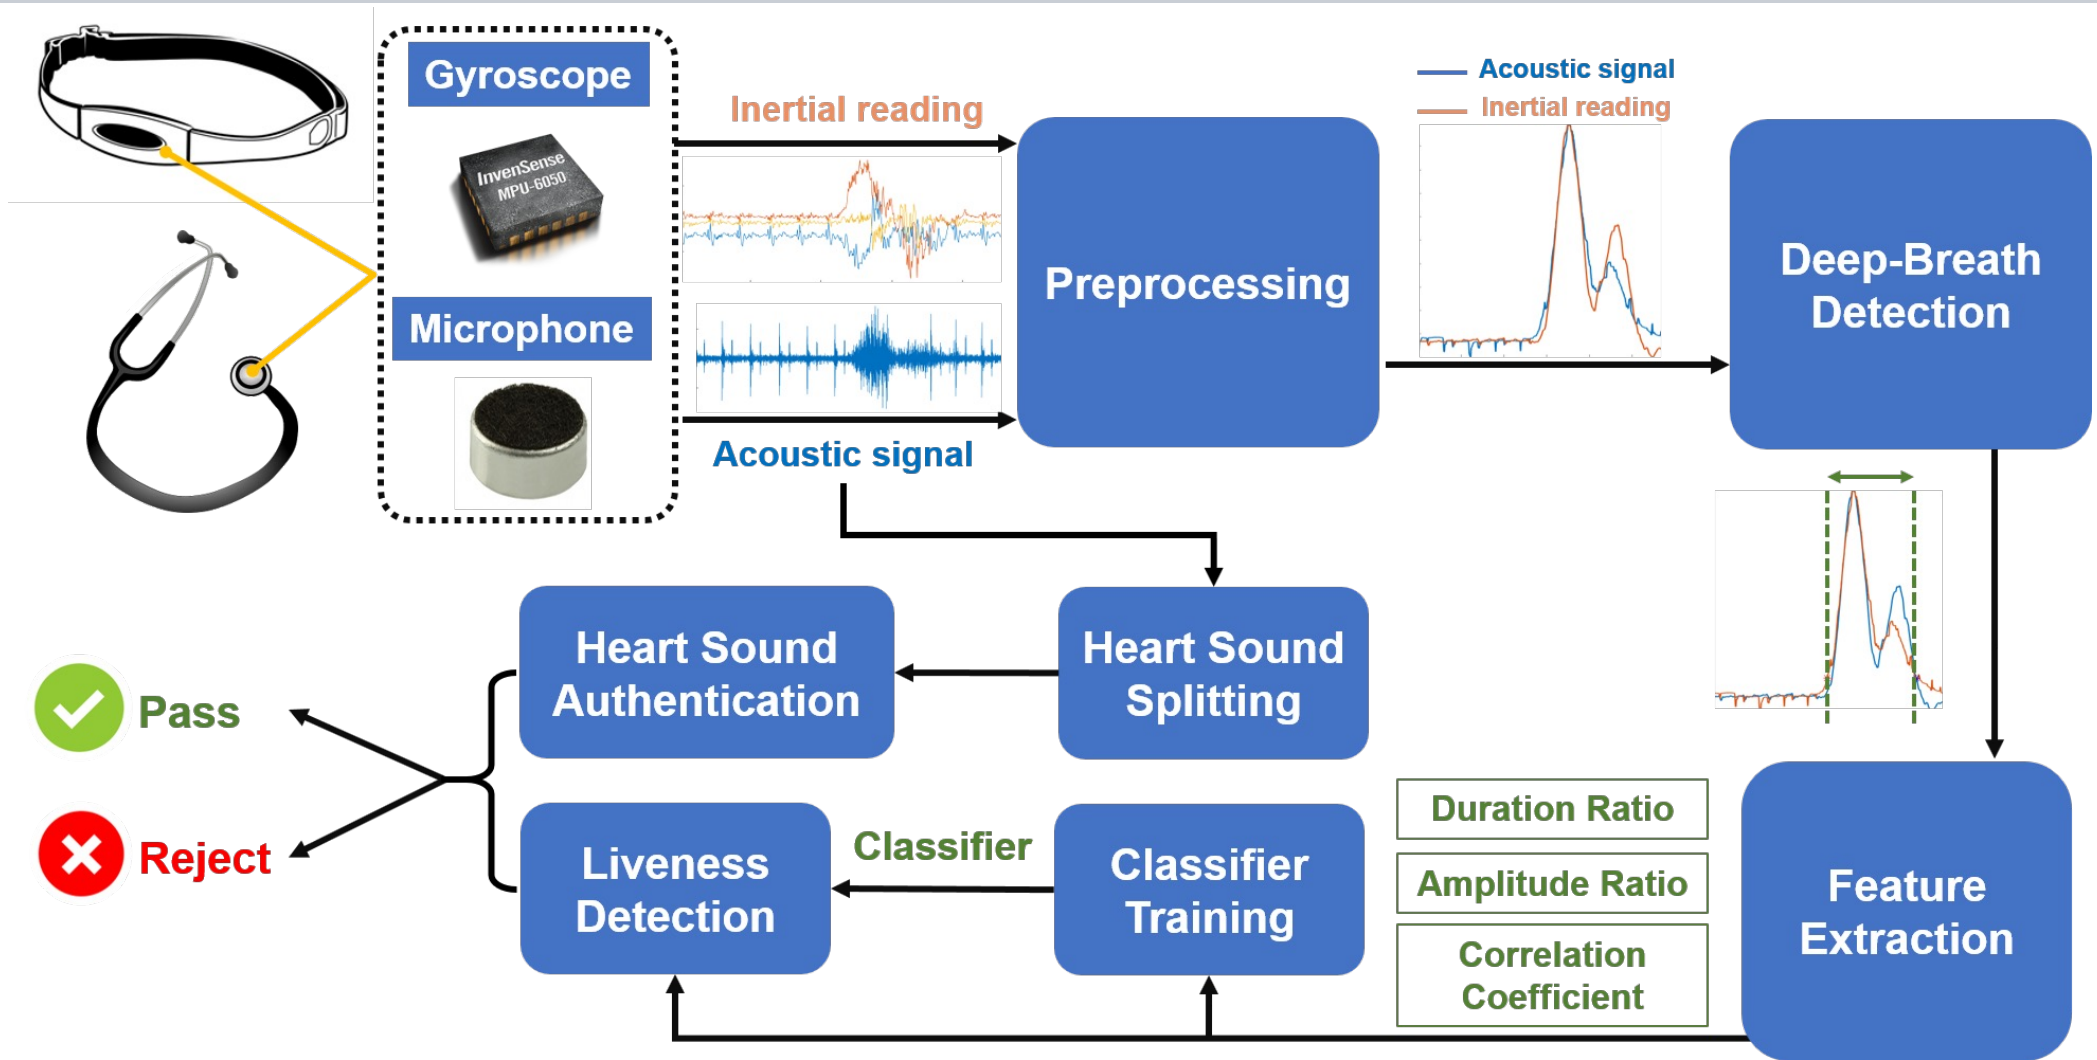 Gyroscope
InvenSense
MPU-6050
Microphone
Inertial reading
Acoustic signal
Preprocessing
Acoustic signal
Inertial reading
Deep-Breath
Detection
Heart Sound
Authentication
Heart Sound
Splitting
Pass
Reject
Liveness
Detection
Classifier
Classifier
Training
Duration Ratio
Amplitude Ratio
Correlation
Coefficient
Feature
Extraction